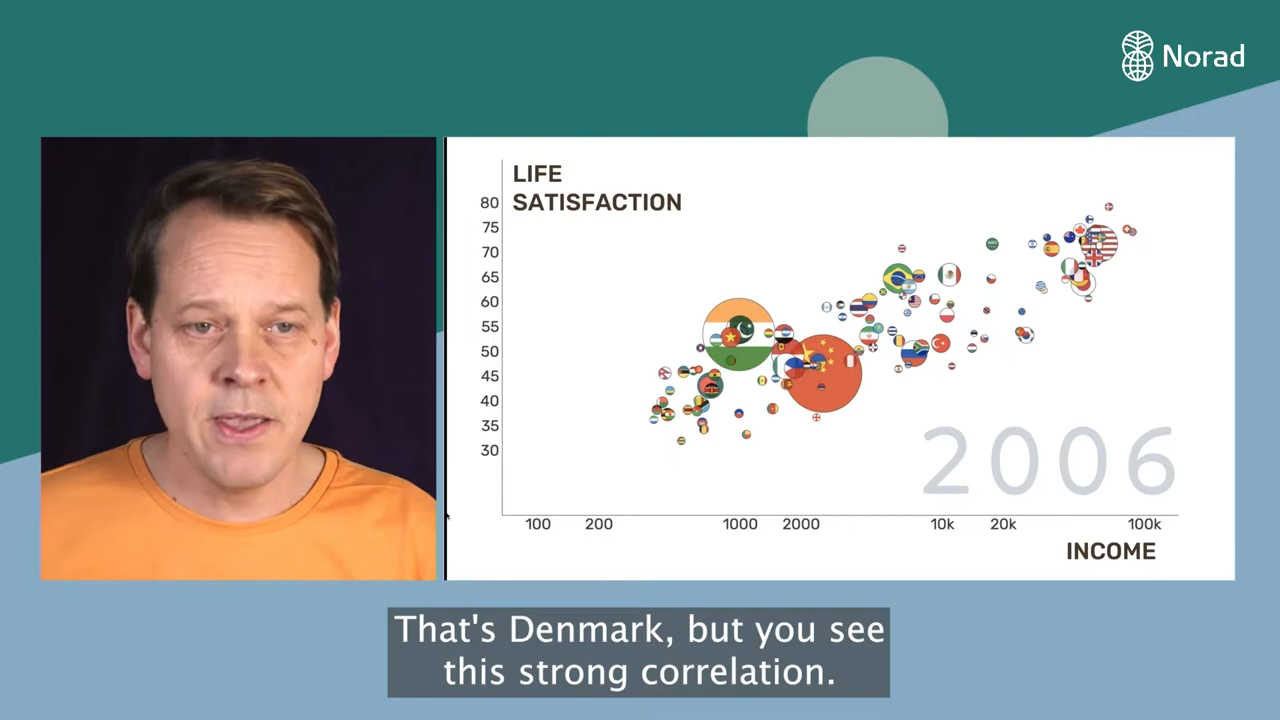 Norad
LIFE
SATISFACTION
80
75
70
65
60
55
50
45
40
35
30
2006
100 200 1000 2000 10k 20k 100k
INCOME
That's Denmark, but you see
this strong correlation.